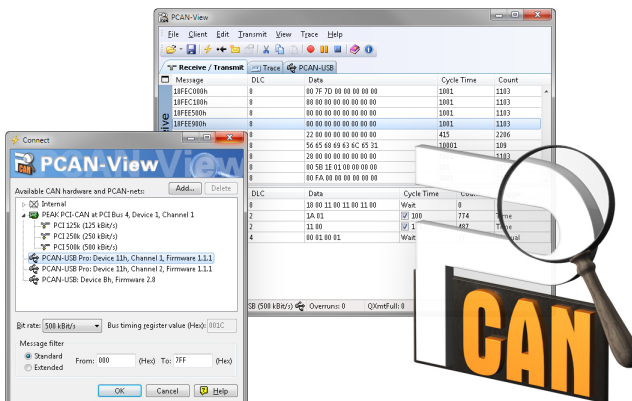 PCAN-View
File Client Edit Transmit View Trace Help
Receive / Transmit Trace PCAN-USB
Message DLC Data Cycle Time Count
18FEC000h 8 00 7F 7D 00 00 00 00 00 1001 1103
18FEC100h 8 00 00 00 00 00 00 00 00 1001 1103
18FEE500h 8 00 00 00 00 00 00 00 00 1001 1103
18FEE900h 8 00 00 00 00 00 00 00 00 1001 1103
8 22 00 00 00 00 00 00 00 415 2206
8 56 65 68 69 63 6C 65 31 10001 109
8 28 00 00 00 00 00 00 00 1103
8 00 5B 1E 01 00 00 00 00
8 00 FA 00 00 00 00 00 00
DLC Data Cycle Time
8 18 00 11 00 11 00 11 00 Wait 0
2 1A 01 100 774 Time
2 11 00 1 487
4 00 01 00 01 Wait
SB (500 kBit/s) Overruns: 0 QXmtFull: 0
Connect
PCAN-View
Available CAN hardware and PCAN-nets: Add... Delete
Internal
PEAK PCI-CAN at PCI Bus 4, Device 1, Channel 1
PCI 125k (125 kBit/s)
PCI 250k (250 kBit/s)
PCI 500k (500 kBit/s)
PCAN-USB Pro: Device 11h, Channel 1, Firmware 1.1.1
PCAN-USB Pro: Device 11h, Channel 2, Firmware 1.1.1
PCAN-USB: Device Bh, Firmware 2.8
Bit rate: 500 kBit/s Bus timing register value (Hex): 001C
Message filter
Standard From: 000 (Hex) To: 7FF (Hex)
Extended
OK Cancel Help
CAN